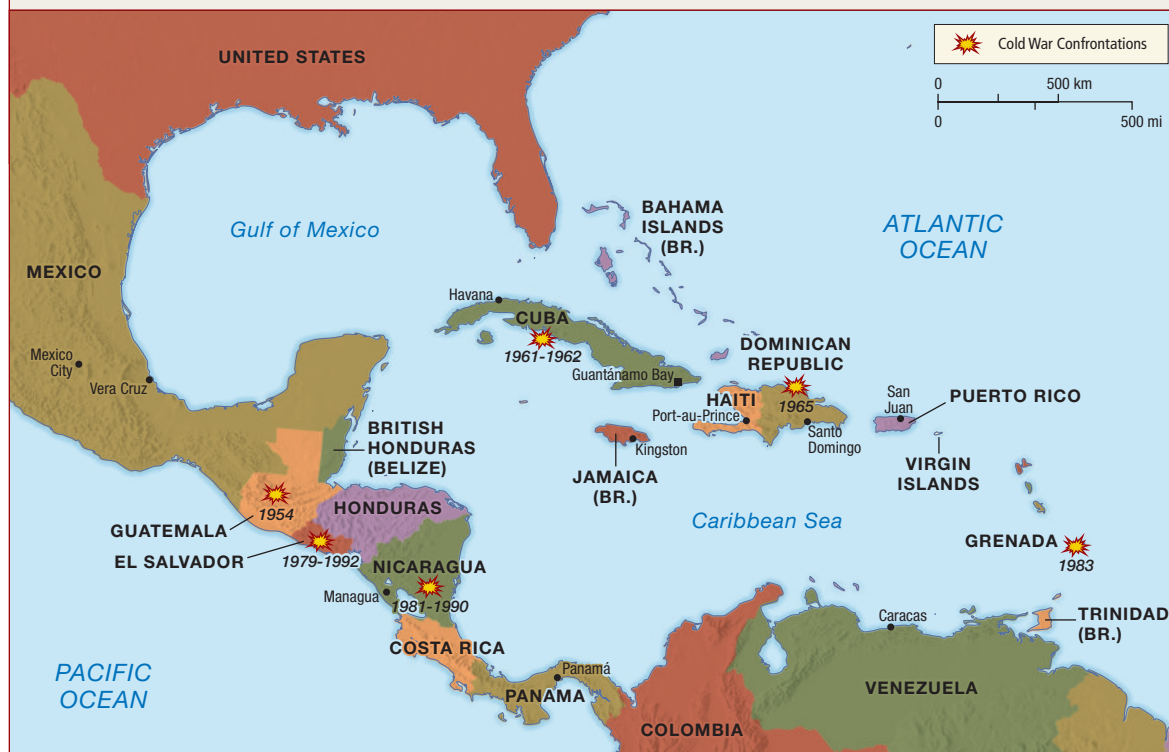 UNITED STATES
Cold War Confrontations
0
500 km
0
500 mi
Gulf of Mexico
BAHAMA
ISLANDS
(BR.)
ATLANTIC
OCEAN
MEXICO
Mexico
City
Vera Cruz
Havana
CUBA
1961-1962
Guantánamo Bay
DOMINICAN
REPUBLIC
1965
HAITI
Port-au-Prince
Santo
Domingo
San
Juan
PUERTO RICO
VIRGIN
ISLANDS
JAMAICA
(BR.)
Kingston
BRITISH
HONDURAS
(BELIZE)
1954
GUATEMALA
HONDURAS
EL SALVADOR
1979-1992
NICARAGUA
Managua
1981-1990
Caribbean Sea
GRENADA
1983
COSTA RICA
Caracas
TRINIDAD
(BR.)
PACIFIC
OCEAN
Panamá
PANAMA
COLOMBIA
VENEZUELA